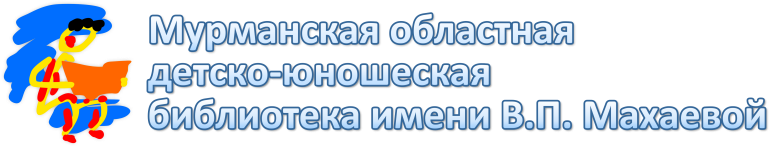 Мурманская областная
детско-юношеская
библиотека имени В.П. Махаевой